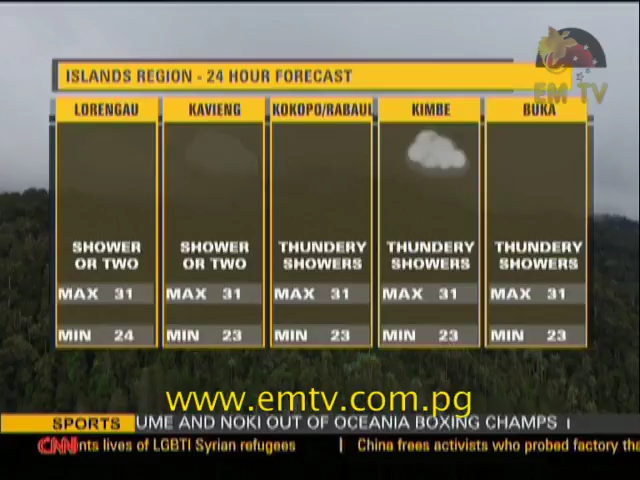 EM TV
ISLANDS REGION - 24 HOUR FORECAST
LORENGAU KAVIENG KOKOPO/RABAUL KIMBE BUKA
SHOWER OR TWO
SHOWER OR TWO
THUNDERY SHOWERS
THUNDERY SHOWERS
THUNDERY SHOWERS
MAX 31 MAX 31 MAX 31 MAX 31 MAX 31
MIN 24 MIN 23 MIN 23 MIN 23 MIN 23
www.emtv.com.pg
SPORTS UME AND NOKI OUT OF OCEANIA BOXING CHAMPS |
CNN nts lives of LGBTI Syrian refugees | China frees activists who probed factory tha